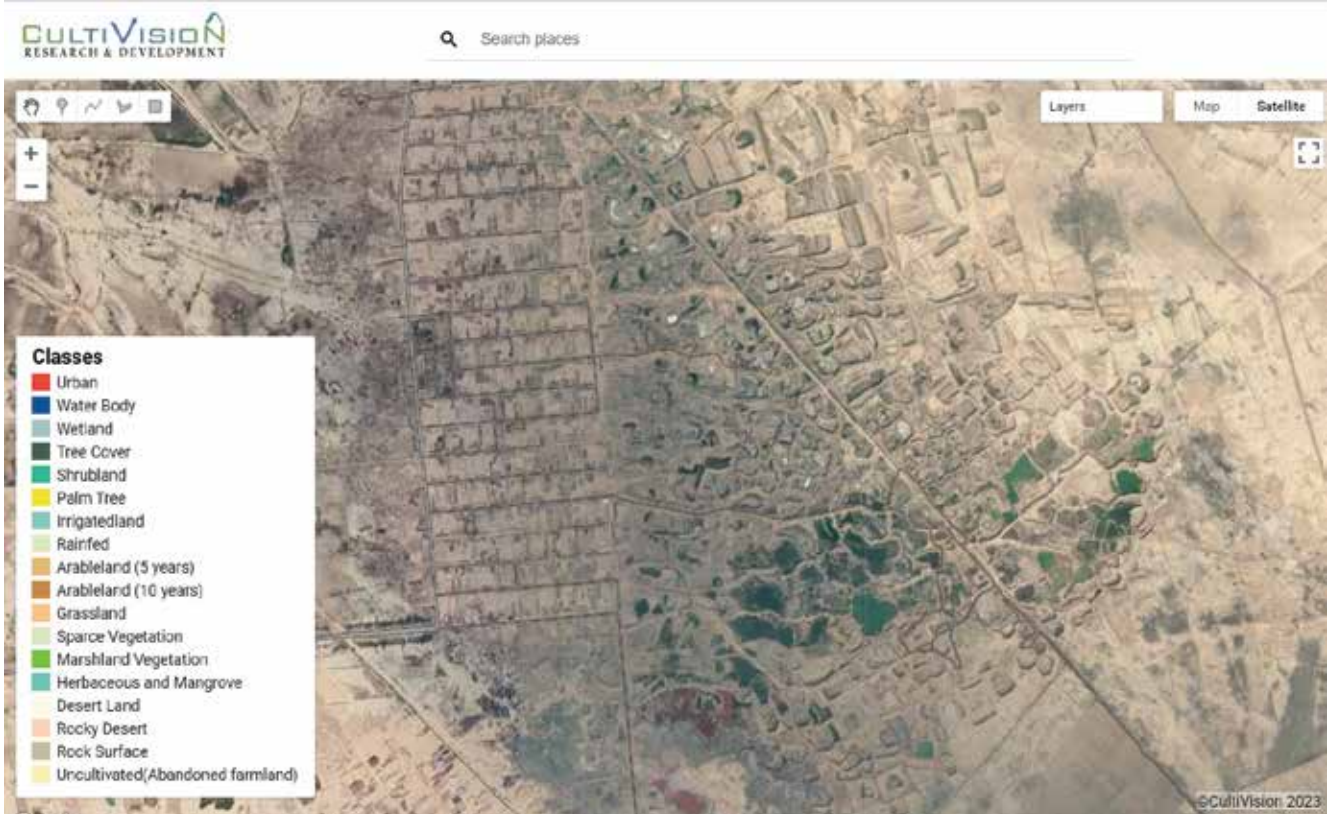 CULTIVISION
RESEARCH & DEVELOPMENT
Search places
Layers
Map
Satellite
+
−
Classes
Urban
Water Body
Wetland
Tree Cover
Shrubland
Palm Tree
Irrigatedland
Rainfed
Arableland (5 years)
Arableland (10 years)
Grassland
Sparce Vegetation
Marshland Vegetation
Herbaceous and Mangrove
Desert Land
Rocky Desert
Rock Surface
Uncultivated(Abandoned farmland)
©CultiVision 2023